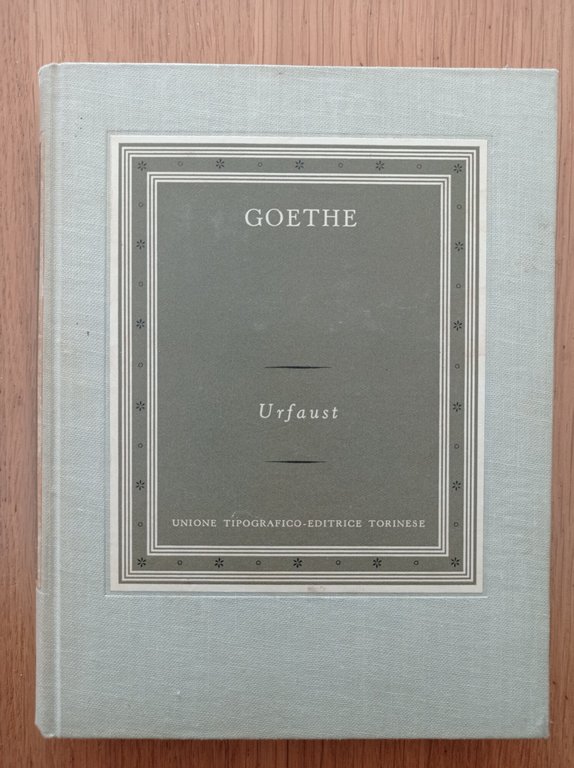 GOETHE
Urfaust
UNIONE TIPOGRAFICO-EDITRICE TORINESE